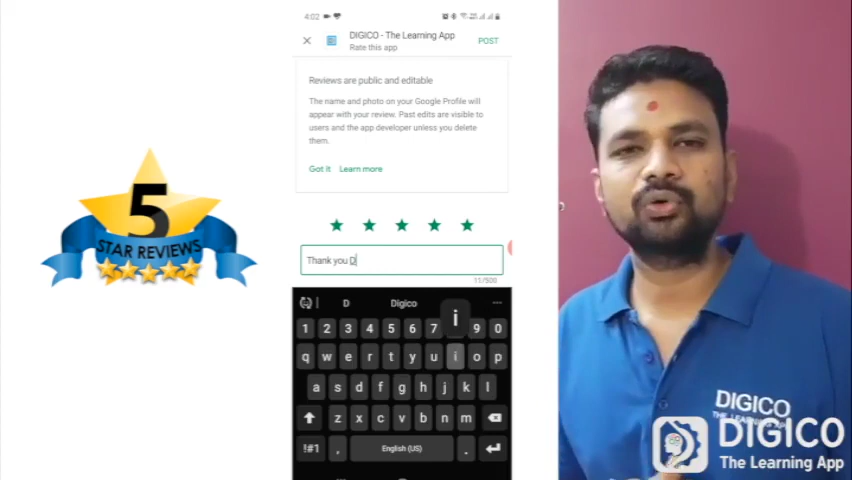 5
STAR REVIEWS
4:02
DIGICO - The Learning App
Rate this app
POST
Reviews are public and editable
The name and photo on your Google Profile will
appear with your review. Past edits are visible to
users and the app developer unless you delete
them.
Got it Learn more
Thank you D
11/500
D Digico
i
1 2 3 4 5 6 7 9 0
q w e r t y u i o p
a s d f g h j k l
z x c v b n m
!#1 , English (US) .
DIGICO
THE LEARNING
DIGICO
The Learning App